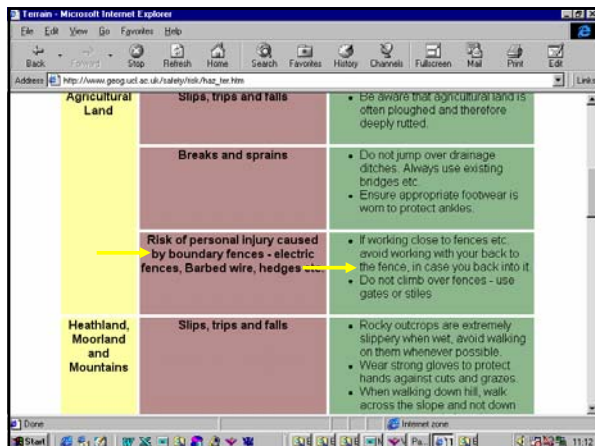 Terrain - Microsoft Internet Explorer
File Edit View Go Favorites Help
Back Forward Stop Refresh Home Search Favorites History Channels Fullscreen Mail Print Edit
Address http://www.geog.ucl.ac.uk/safety/risk/haz_ter.htm Links
Agricultural
Land
Slips, trips and falls
• Be aware that agricultural land is
often ploughed and therefore
deeply rutted.
Breaks and sprains
• Do not jump over drainage
ditches. Always use existing
bridges etc
• Ensure appropriate footwear is
worn to protect ankles.
Risk of personal injury caused
by boundary fences - electric
fences, Barbed wire, hedges etc.
• If working close to fences etc.
avoid working with your back to
the fence, in case you back into it
• Do not climb over fences - use
gates or stiles
Heathland,
Moorland
and
Mountains
Slips, trips and falls
• Rocky outcrops are extremely
slippery when wet, avoid walking
on them whenever possible.
• Wear strong gloves to protect
hands against cuts and grazes.
• When walking down hill, walk
across the slope and not down
Done Internet zone
Start 11:12